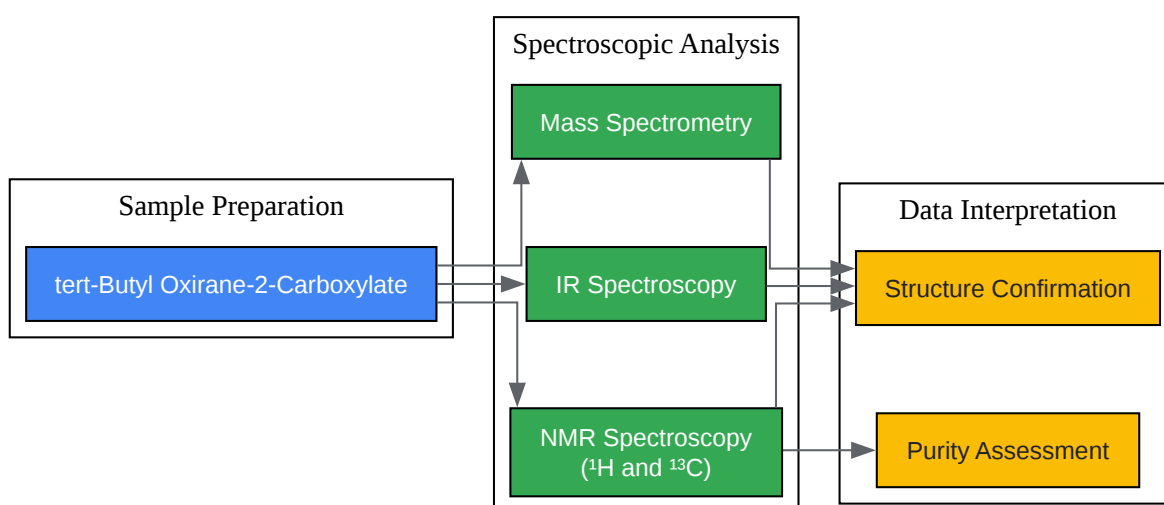 Sample Preparation
tert-Butyl Oxirane-2-Carboxylate
Spectroscopic Analysis
Mass Spectrometry
IR Spectroscopy
NMR Spectroscopy
(¹H and ¹³C)
Data Interpretation
Structure Confirmation
Purity Assessment